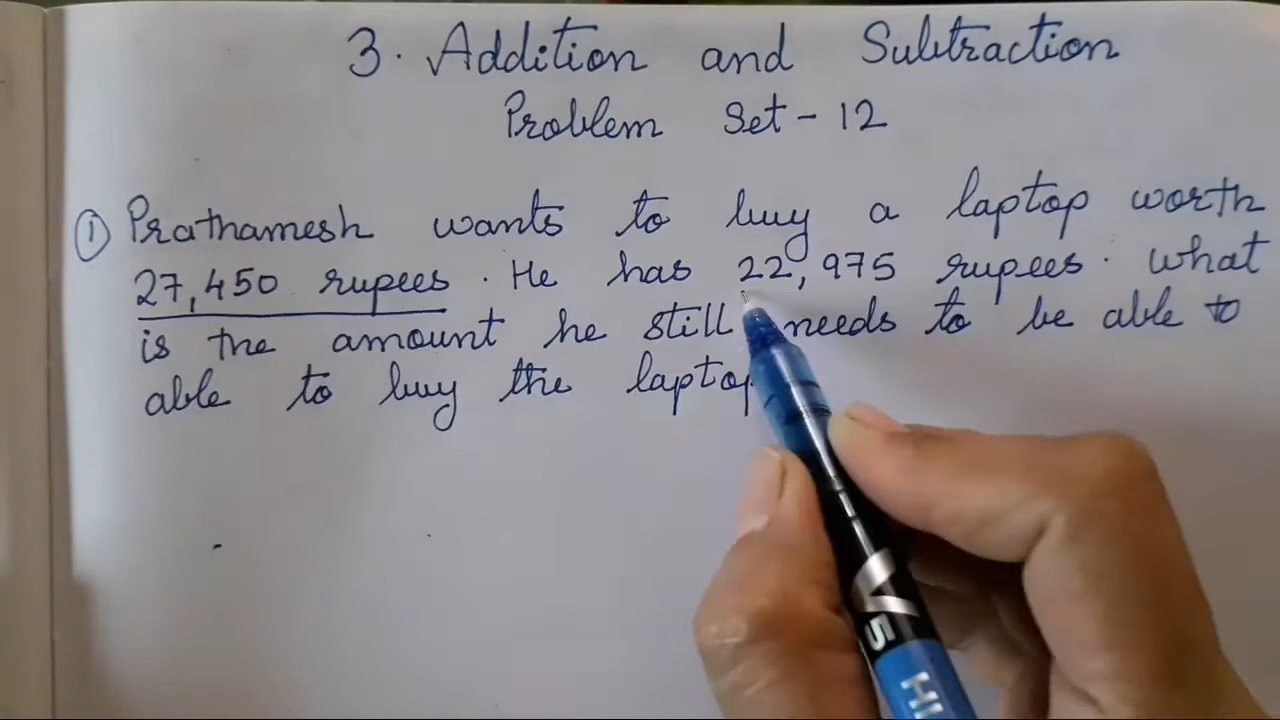 3. Addition and Subtraction
Problem Set - 12
① Prathamesh wants to buy a laptop worth
27,450 rupees. He has 22,975 rupees. what
is the amount he still needs to be able to
able to buy the laptop
V5